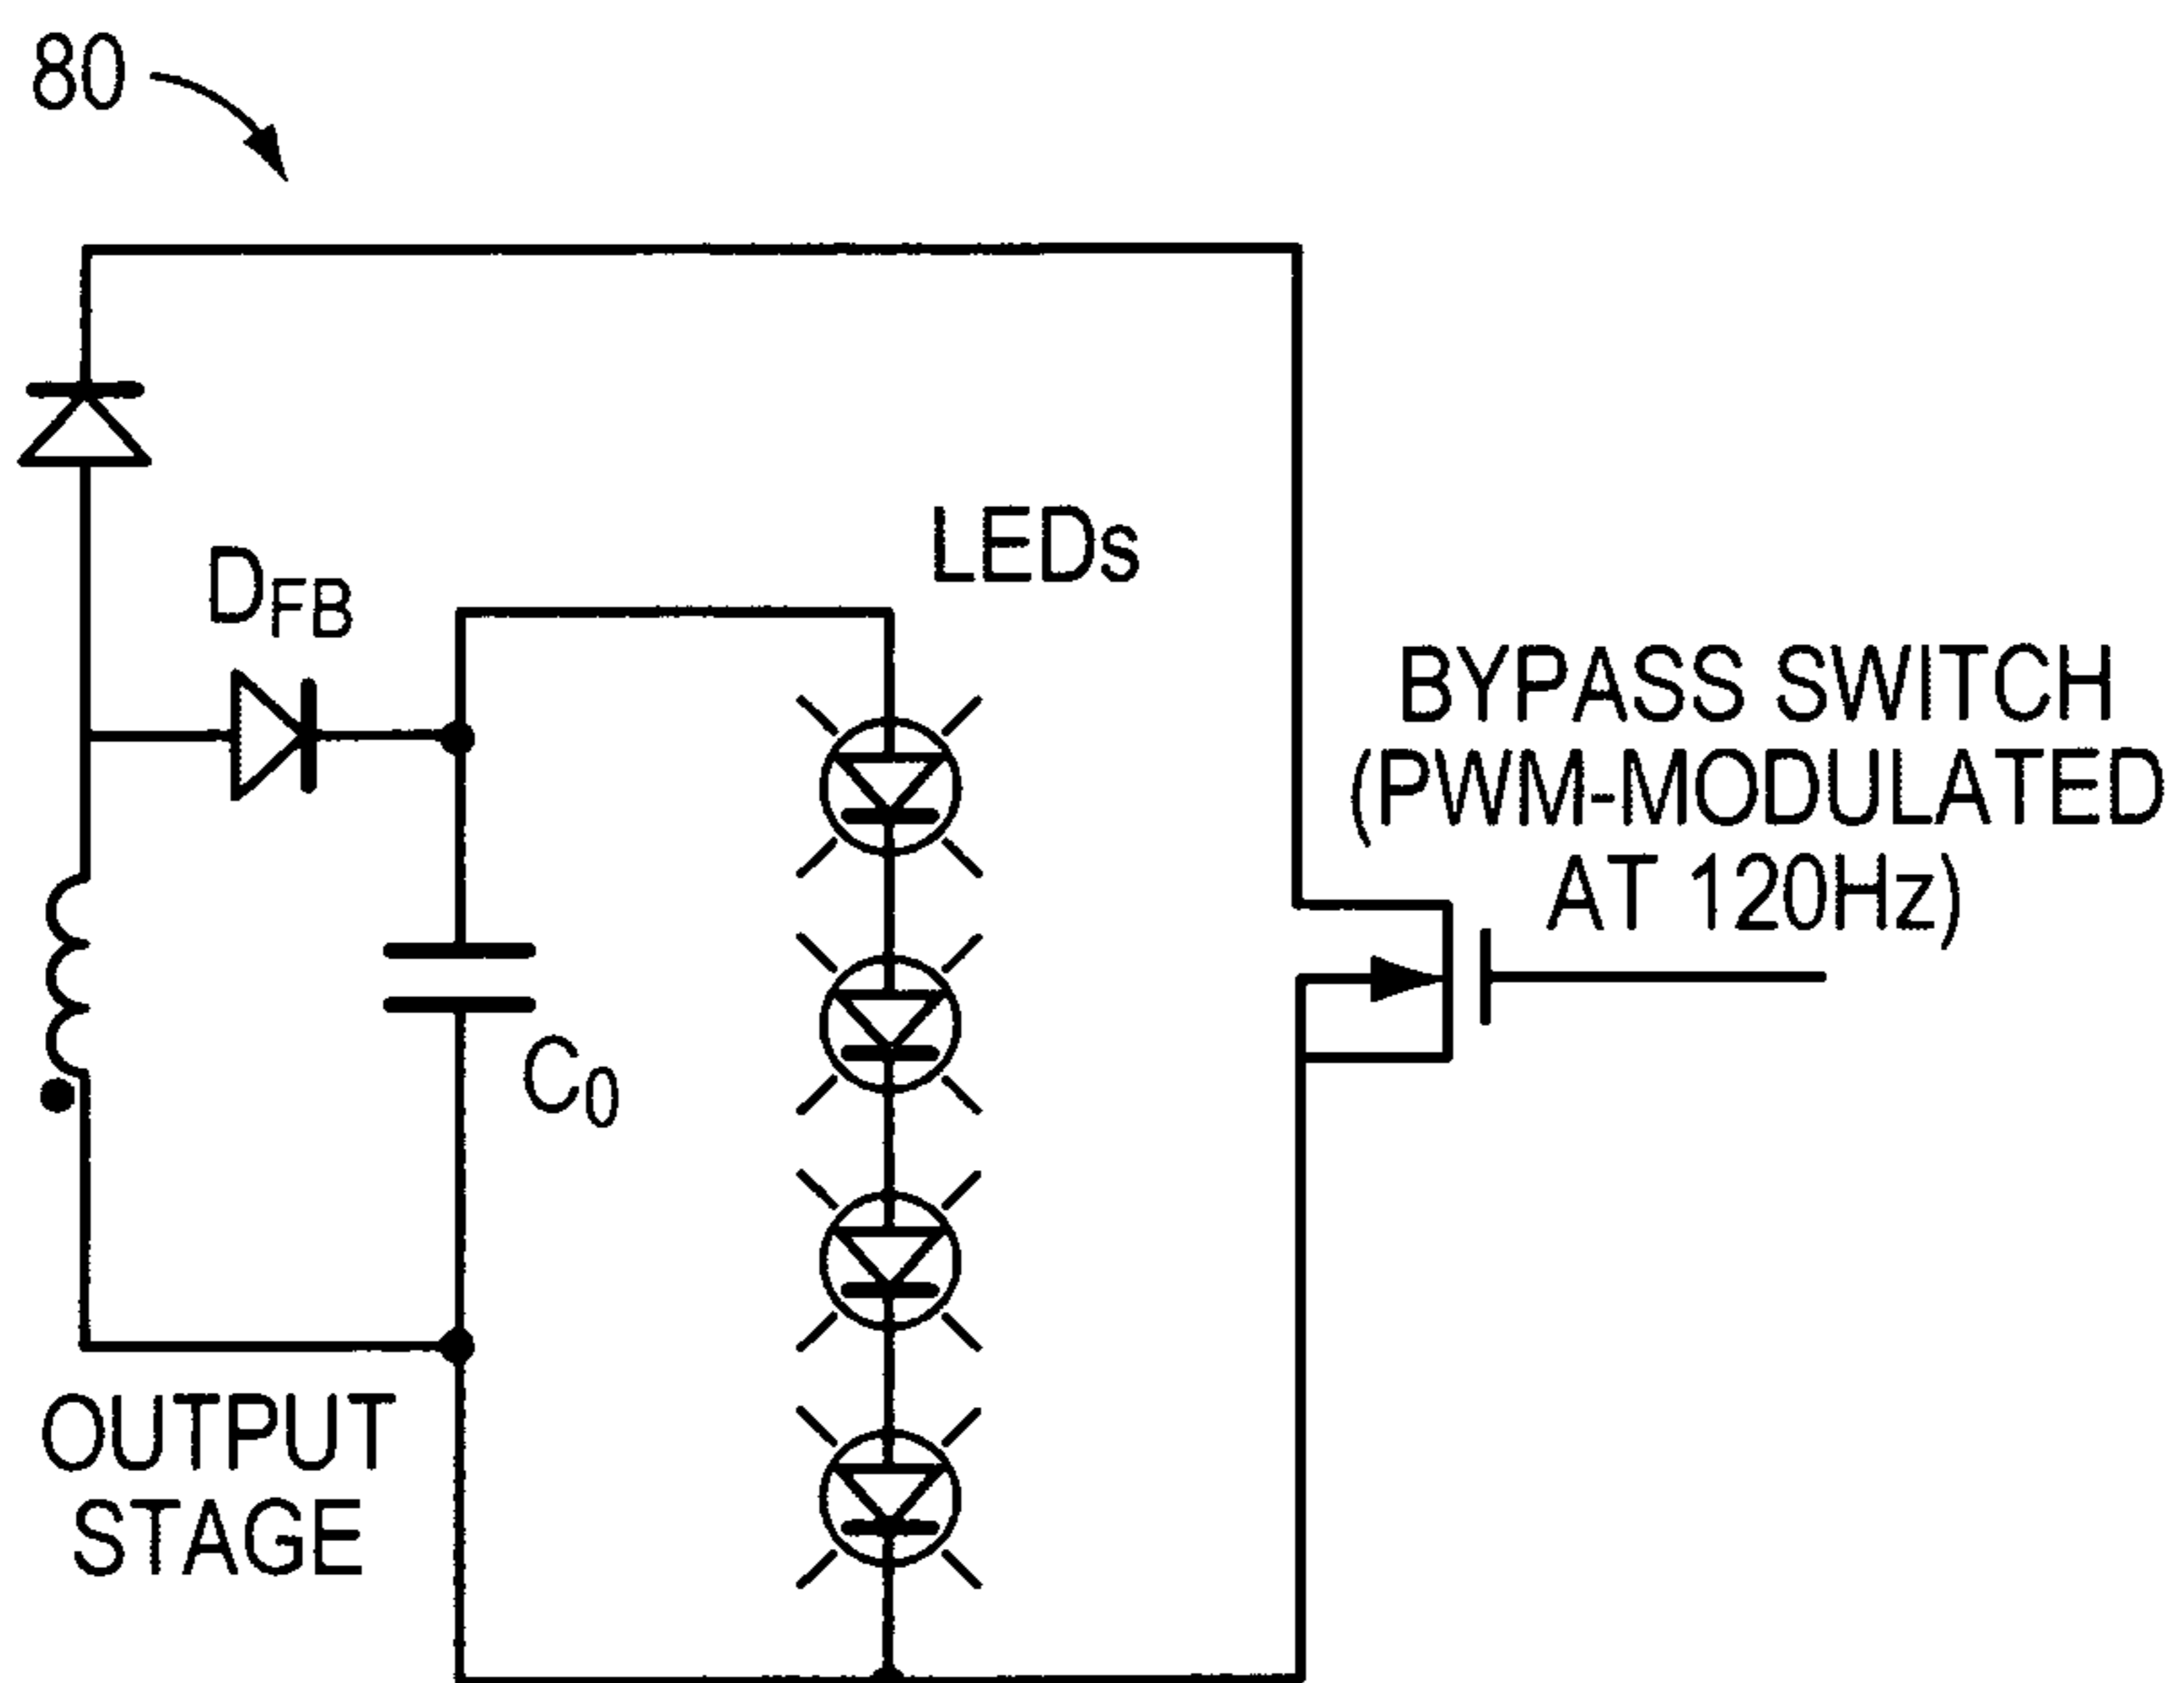 80
LEDs
DFB
BYPASS SWITCH
(PWM-MODULATED
AT 120Hz)
C0
OUTPUT
STAGE